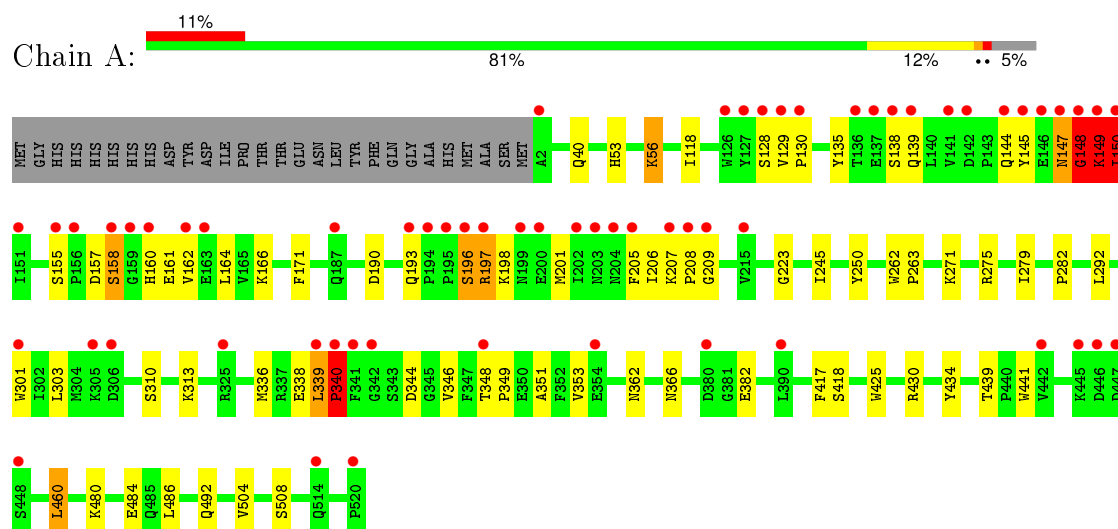 11%
Chain A:
81% 12% •• 5%
MET GLY HIS HIS HIS HIS HIS HIS ASP TYR ASP ILE PRO THR THR GLU ASN LEU TYR PHE GLN GLY ALA HIS MET ALA SER MET A2 Q40 H53 K56 I118 W126 Y127 S128 V129 P130 Y135 T136 E137 S138 Q139 L140 V141 D142 P143 Q144 Y145 E146 N147 G148 K149 I150
I151 S155 P156 D157 S158 G159 H160 E161 V162 E163 L164 V165 K166 F171 Q187 D190 Q193 P194 P195 S196 R197 K198 N199 E200 M201 I202 N203 N204 F205 I206 K207 P208 G209 V215 G223 I245 Y250 W262 P263 K271 R275 I279 P282 L292
W301 I302 L303 M304 K305 D306 S310 K313 R325 M336 R337 E338 L339 P340 F341 G342 S343 D344 G345 V346 F347 T348 P349 E350 A351 F352 V353 E354 N362 N366 D380 G381 E382 L390 F417 S418 W425 R430 Y434 T439 P440 W441 V442 K445 D446 D447
S448 L460 K480 E484 Q485 L486 Q492 V504 S508 Q514 P520